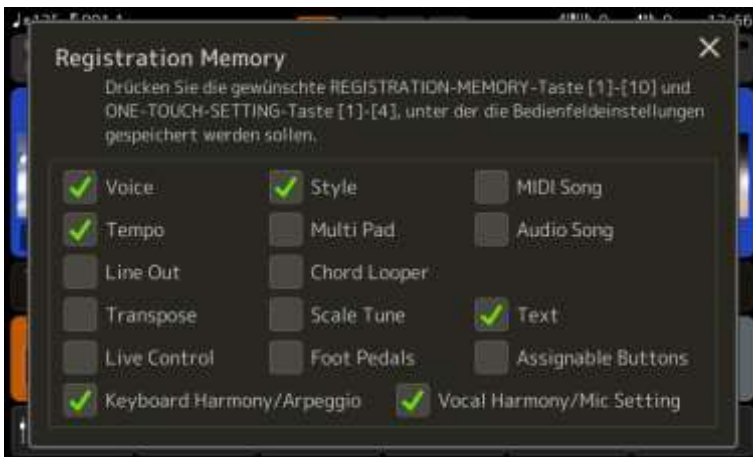 Registration Memory
Drücken Sie die gewünschte REGISTRATION-MEMORY-Taste [1]-[10] und
ONE-TOUCH-SETTING-Taste [1]-[4], unter der die Bedienfeldeinstellungen
gespeichert werden sollen.
Voice Style MIDI Song
Tempo Multi Pad Audio Song
Line Out Chord Looper
Transpose Scale Tune Text
Live Control Foot Pedals Assignable Buttons
Keyboard Harmony/Arpeggio Vocal Harmony/Mic Setting